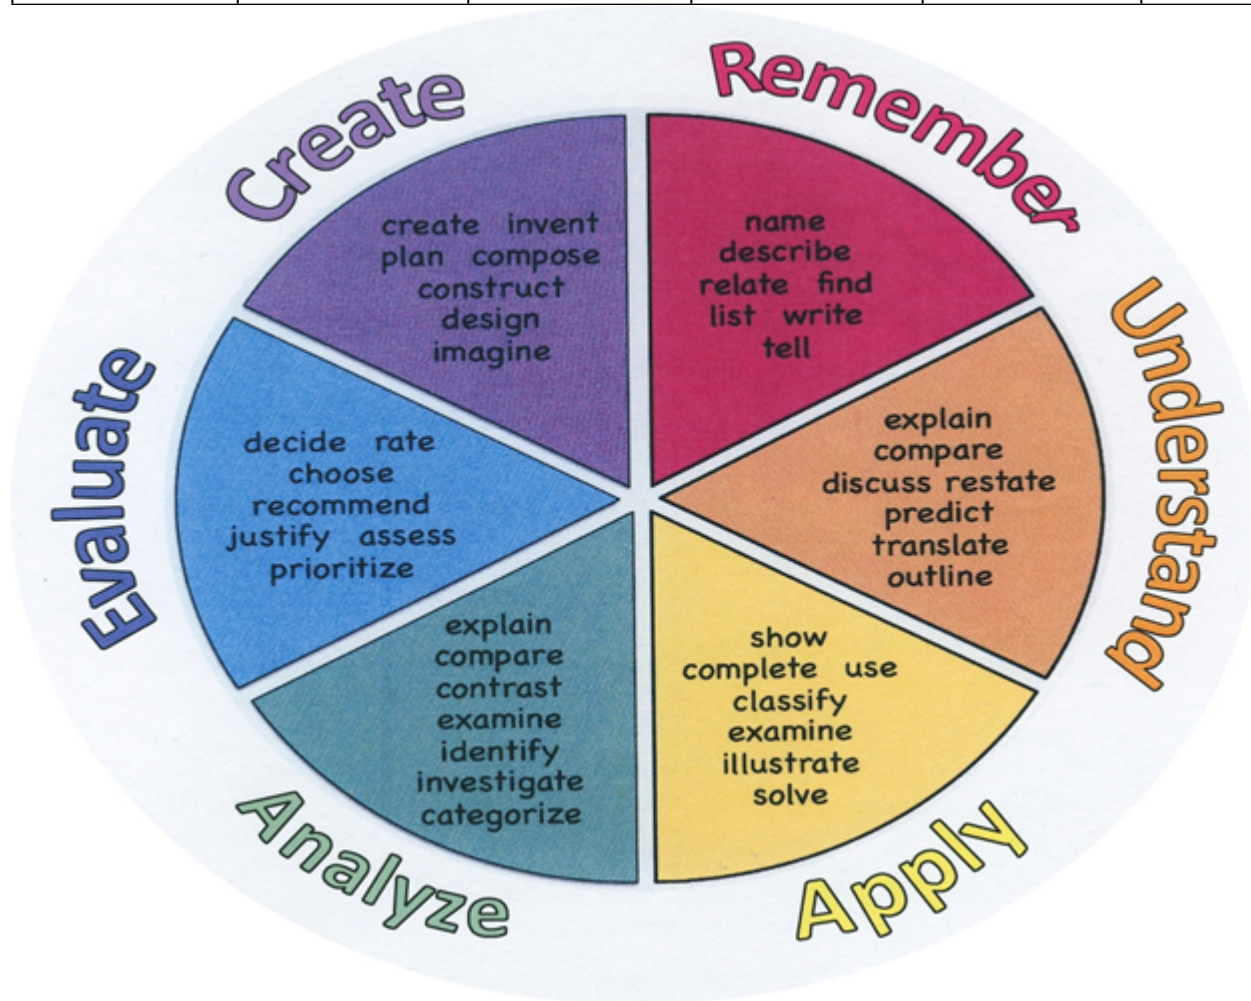 Remember
name
describe
relate find
list write
tell
Understand
explain
compare
discuss restate
predict
translate
outline
Apply
show
complete use
classify
examine
illustrate
solve
Analyze
explain
compare
contrast
examine
identify
investigate
categorize
Evaluate
decide rate
choose
recommend
justify assess
prioritize
Create
create invent
plan compose
construct
design
imagine